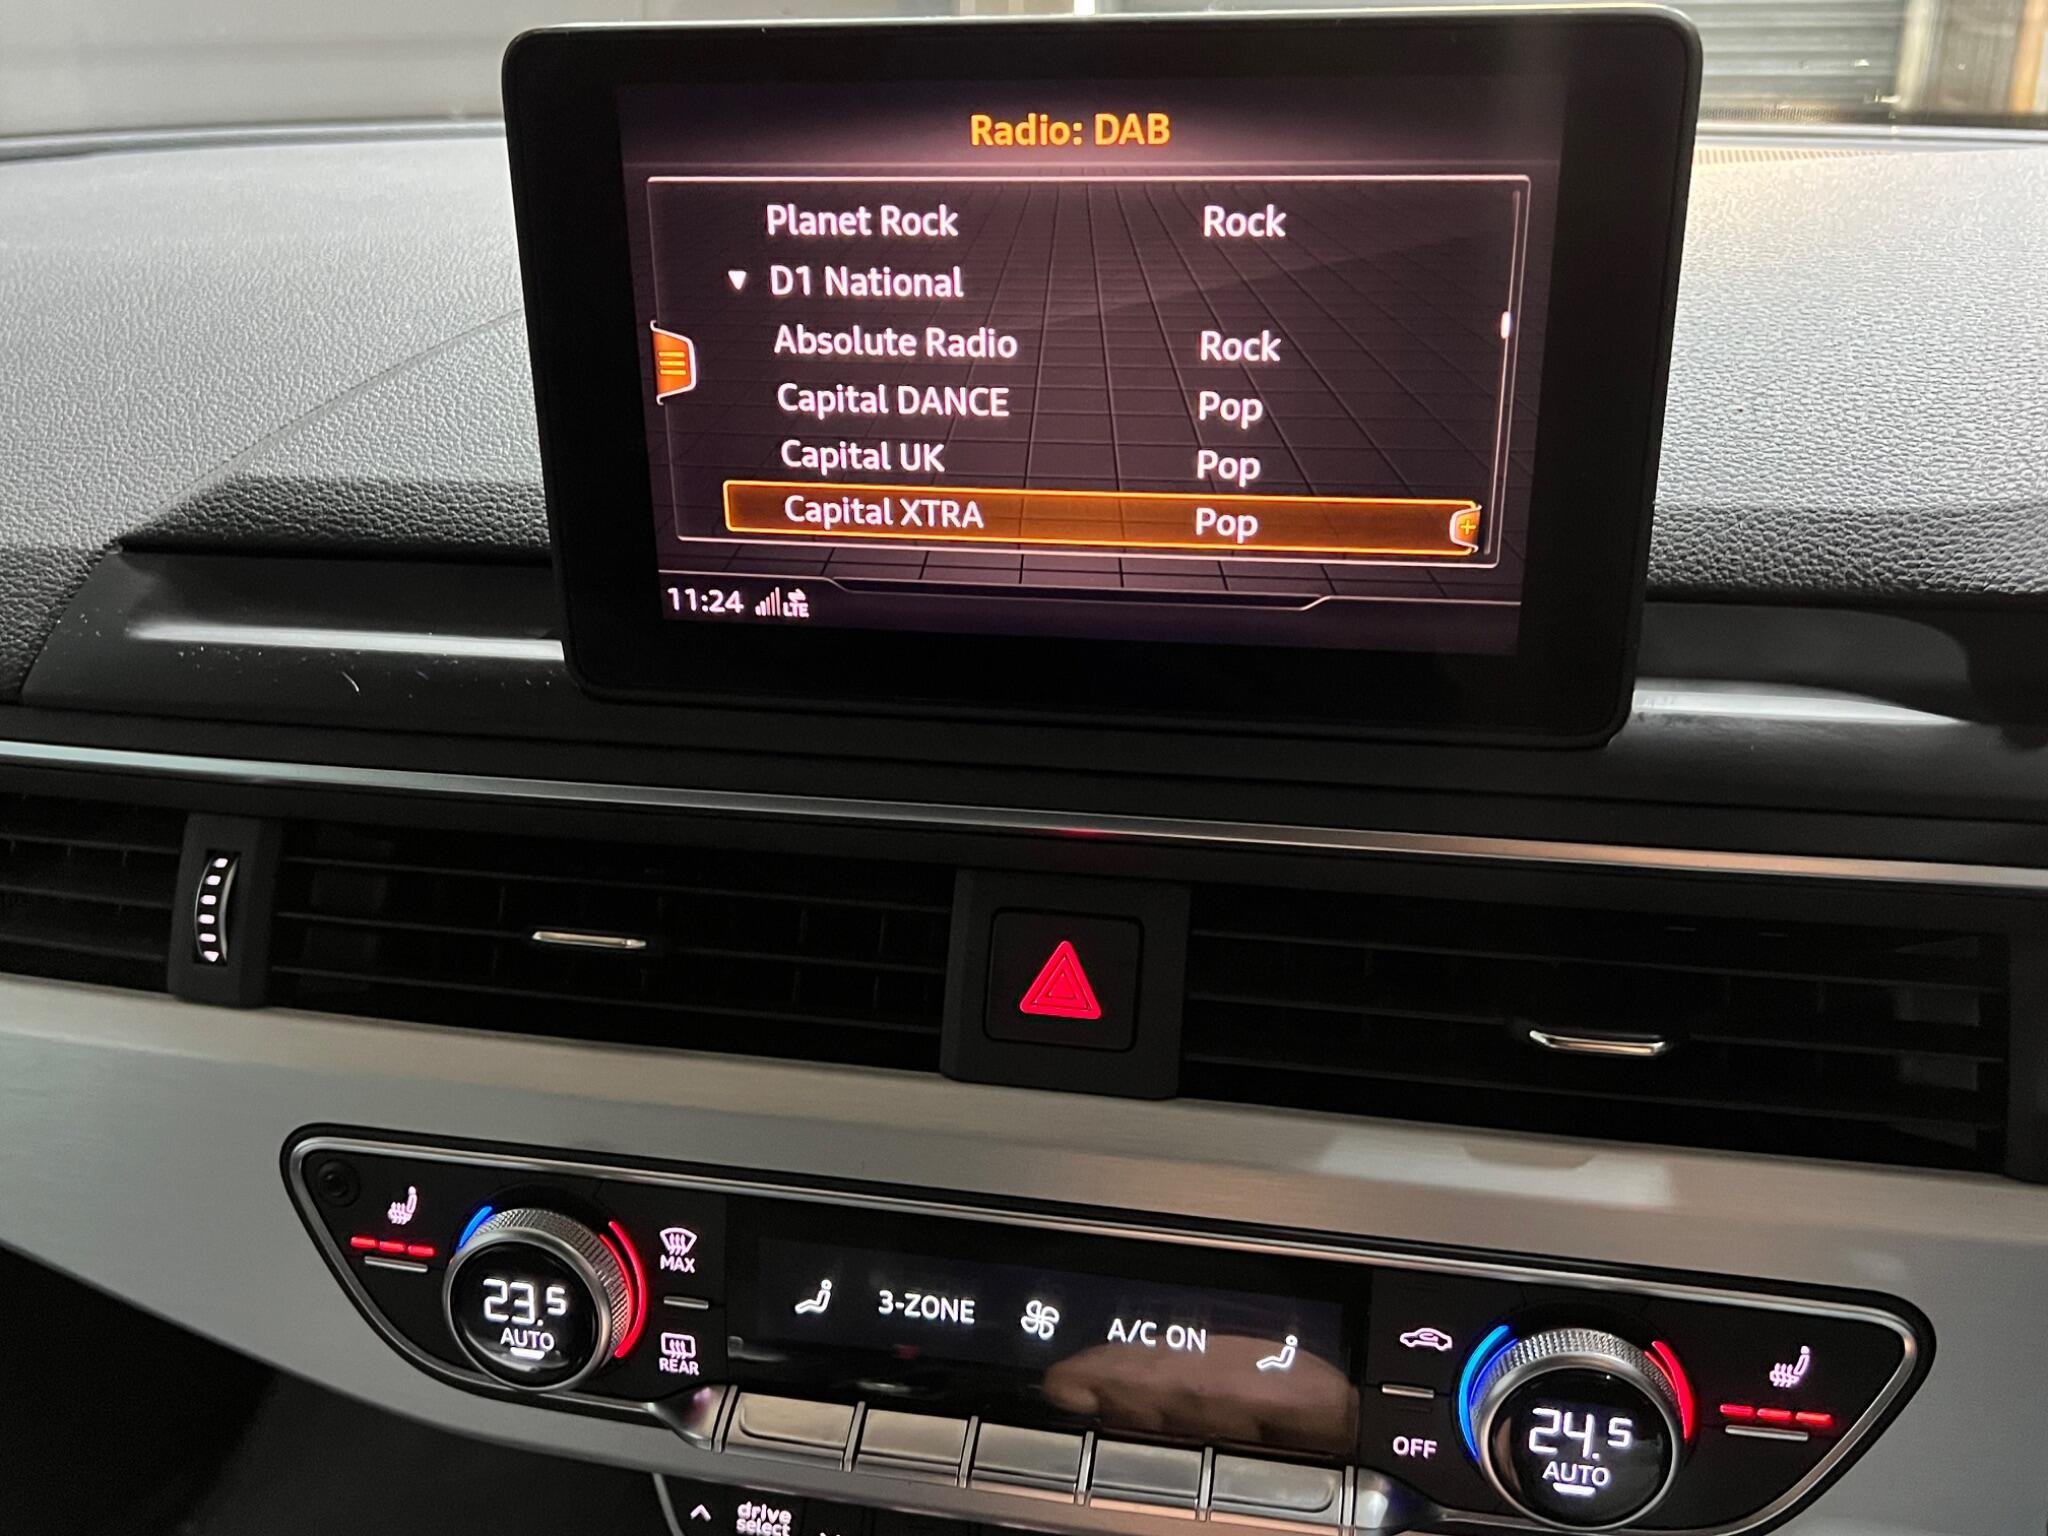 Radio: DAB
Planet Rock Rock
D1 National
Absolute Radio Rock
Capital DANCE Pop
Capital UK Pop
Capital XTRA Pop
11:24 LTE
MAX
23.5
AUTO
REAR
3-ZONE
A/C ON
OFF
24.5
AUTO
drive
select